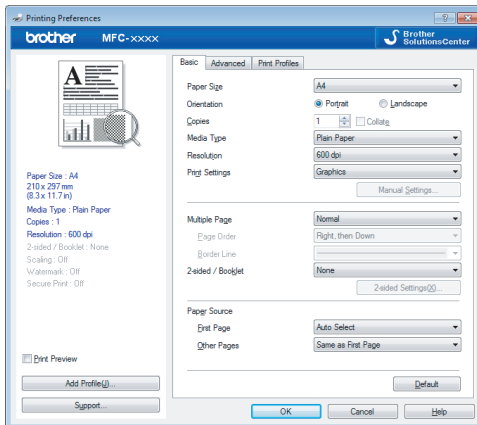 Printing Preferences
brother MFC-xxxx
Brother
SolutionsCenter
Basic Advanced Print Profiles
A
Paper Size A4
Orientation Portrait Landscape
Copies 1 Collate
Media Type Plain Paper
Resolution 600 dpi
Print Settings Graphics
Manual Settings...
Paper Size : A4
210 x 297 mm
(8.3 x 11.7 in)
Media Type : Plain Paper
Copies : 1
Resolution : 600 dpi
2-sided / Booklet : None
Scaling : Off
Watermark : Off
Secure Print : Off
Multiple Page Normal
Page Order Right, then Down
Border Line
2-sided / Booklet None
2-sided Settings(X)...
Paper Source
First Page Auto Select
Other Pages Same as First Page
Print Preview
Add Profile(J)...
Support...
Default
OK Cancel Help